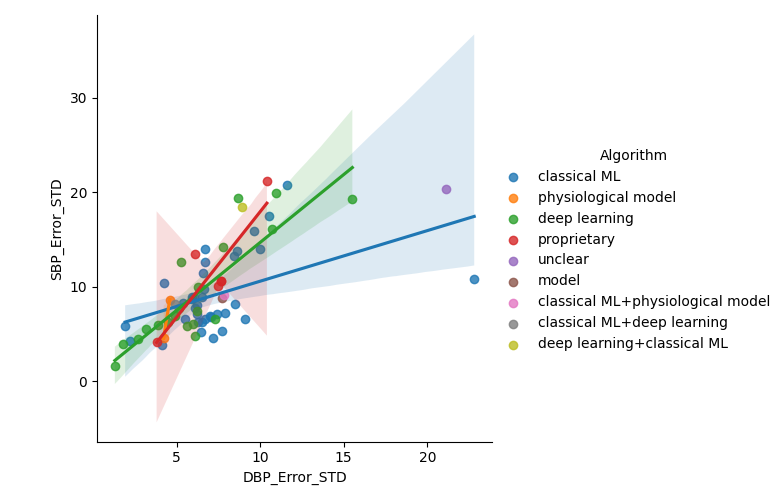 30
20
10
0
SBP_Error_STD
5
10
15
20
DBP_Error_STD
Algorithm
classical ML
physiological model
deep learning
proprietary
unclear
model
classical ML+physiological model
classical ML+deep learning
deep learning+classical ML